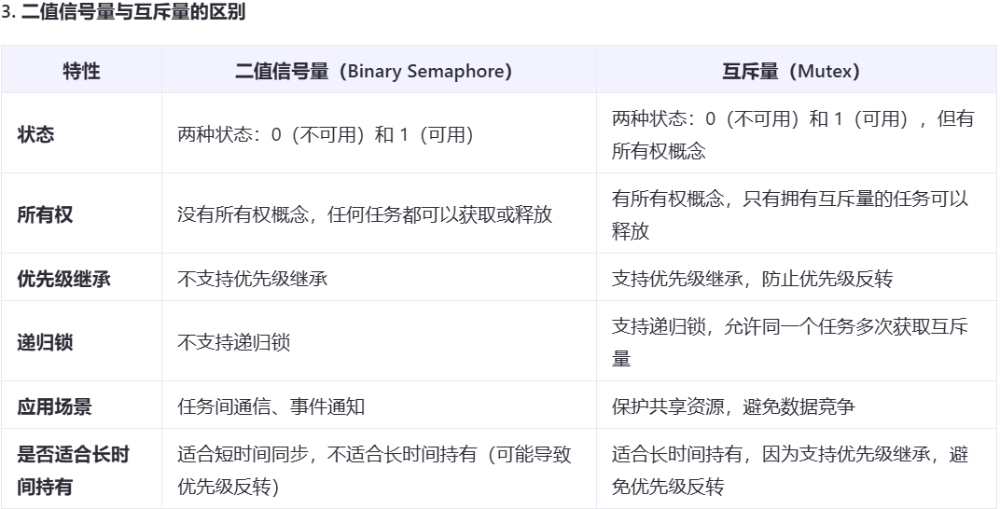 3. 二值信号量与互斥量的区别
特性 二值信号量（Binary Semaphore） 互斥量（Mutex）
状态 两种状态：0（不可用）和 1（可用） 两种状态：0（不可用）和 1（可用），但有
所有权概念
所有权 没有所有权概念，任何任务都可以获取或释放 有所有权概念，只有拥有互斥量的任务可以
释放
优先级继承 不支持优先级继承 支持优先级继承，防止优先级反转
递归锁 不支持递归锁 支持递归锁，允许同一个任务多次获取互斥
量
应用场景 任务间通信、事件通知 保护共享资源，避免数据竞争
是否适合长时
间持有
适合短时间同步，不适合长时间持有（可能导致
优先级反转）
适合长时间持有，因为支持优先级继承，避
免优先级反转